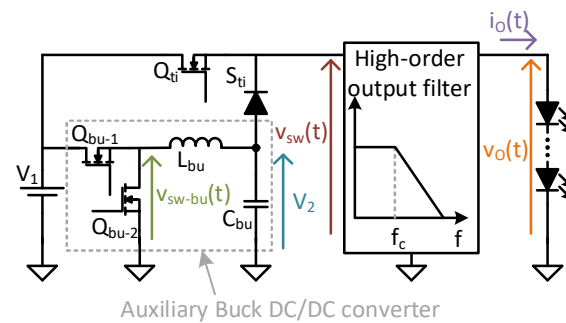 i_O(t)
High-order
output filter
Q_ti
S_ti
v_sw(t)
v_O(t)
Q_bu-1
L_bu
V_1
v_sw-bu(t)
V_2
C_bu
Q_bu-2
f_c
f
Auxiliary Buck DC/DC converter